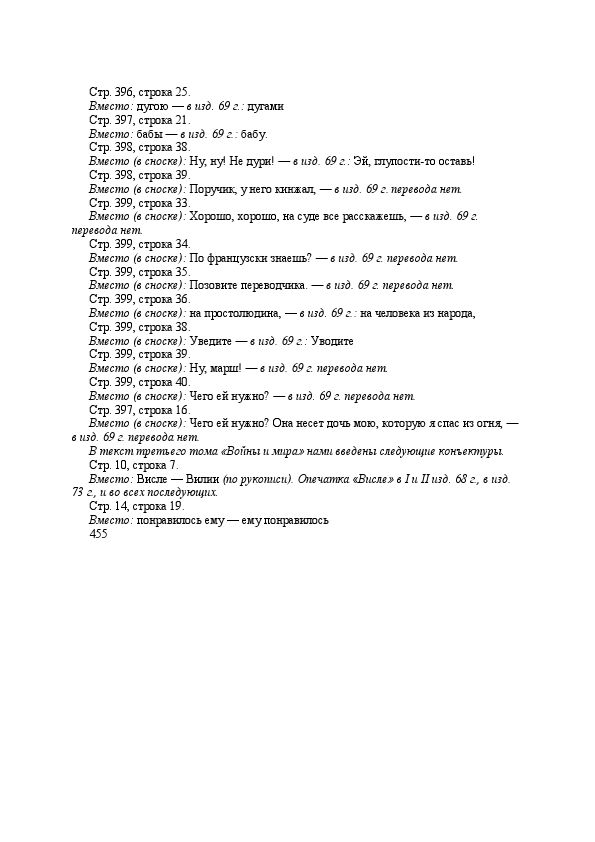 Стр. 396, строка 25.
Вместо: дугою — в изд. 69 г.: дугами
Стр. 397, строка 21.
Вместо: бабы — в изд. 69 г.: бабу.
Стр. 398, строка 38.
Вместо (в сноске): Ну, ну! Не дури! — в изд. 69 г.: Эй, глупости-то оставь!
Стр. 398, строка 39.
Вместо (в сноске): Поручик, у него кинжал, — в изд. 69 г. перевода нет.
Стр. 399, строка 33.
Вместо (в сноске): Хорошо, хорошо, на суде все расскажешь, — в изд. 69 г.
перевода нет.
Стр. 399, строка 34.
Вместо (в сноске): По французски знаешь? — в изд. 69 г. перевода нет.
Стр. 399, строка 35.
Вместо (в сноске): Позовите переводчика. — в изд. 69 г. перевода нет.
Стр. 399, строка 36.
Вместо (в сноске): на простолюдина, — в изд. 69 г.: на человека из народа,
Стр. 399, строка 38.
Вместо (в сноске): Уведите — в изд. 69 г.: Уводите
Стр. 399, строка 39.
Вместо (в сноске): Ну, марш! — в изд. 69 г. перевода нет.
Стр. 399, строка 40.
Вместо (в сноске): Чего ей нужно? — в изд. 69 г. перевода нет.
Стр. 397, строка 16.
Вместо (в сноске): Чего ей нужно? Она несет дочь мою, которую я спас из огня, —
в изд. 69 г. перевода нет.
В текст третьего тома «Войны и мира» нами введены следующие конъектуры.
Стр. 10, строка 7.
Вместо: Висле — Вилии (по рукописи). Опечатка «Висле» в I и II изд. 68 г., в изд.
73 г., и во всех последующих.
Стр. 14, строка 19.
Вместо: понравилось ему — ему понравилось
455